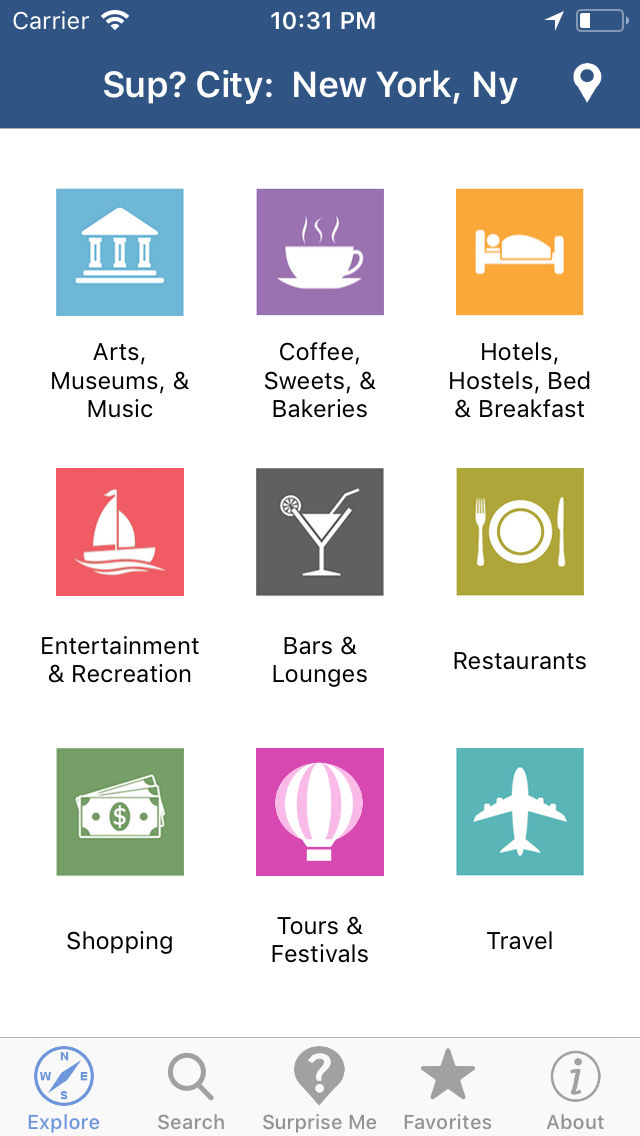 Carrier 10:31 PM
Sup? City: New York, Ny
Arts,
Museums, &
Music
Coffee,
Sweets, &
Bakeries
Hotels,
Hostels, Bed
& Breakfast
Entertainment
& Recreation
Bars &
Lounges
Restaurants
$
Shopping
Tours &
Festivals
Travel
N
W E
S
?
i
Explore Search Surprise Me Favorites About